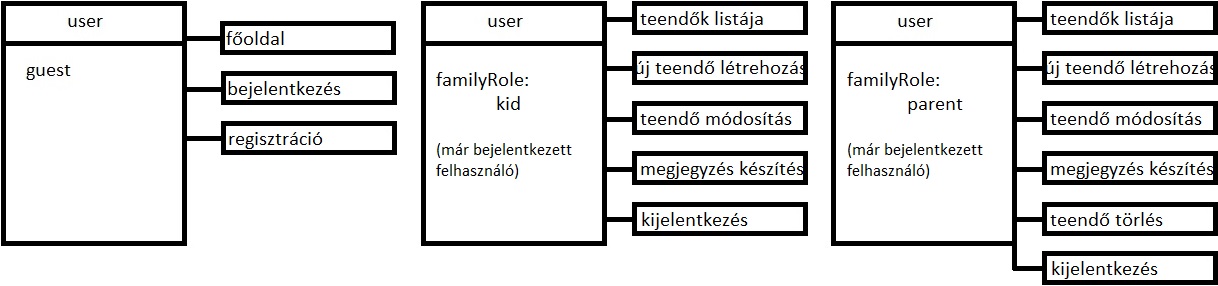 user
guest
főoldal
bejelentkezés
regisztráció
user
familyRole:
kid
(már bejelentkezett
felhasználó)
teendők listája
új teendő létrehozás
teendő módosítás
megjegyzés készítés
kijelentkezés
user
familyRole:
parent
(már bejelentkezett
felhasználó)
teendők listája
új teendő létrehozás
teendő módosítás
megjegyzés készítés
teendő törlés
kijelentkezés